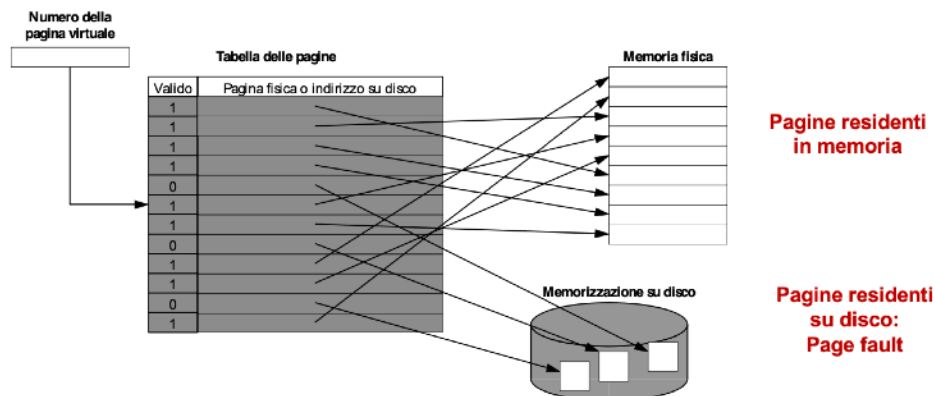 Numero della
pagina virtuale
Tabella delle pagine
Memoria fisica
Valido Pagina fisica o indirizzo su disco
1
1
1
1
0
1
1
0
1
1
0
1
Pagine residenti
in memoria
Memorizzazione su disco
Pagine residenti
su disco:
Page fault